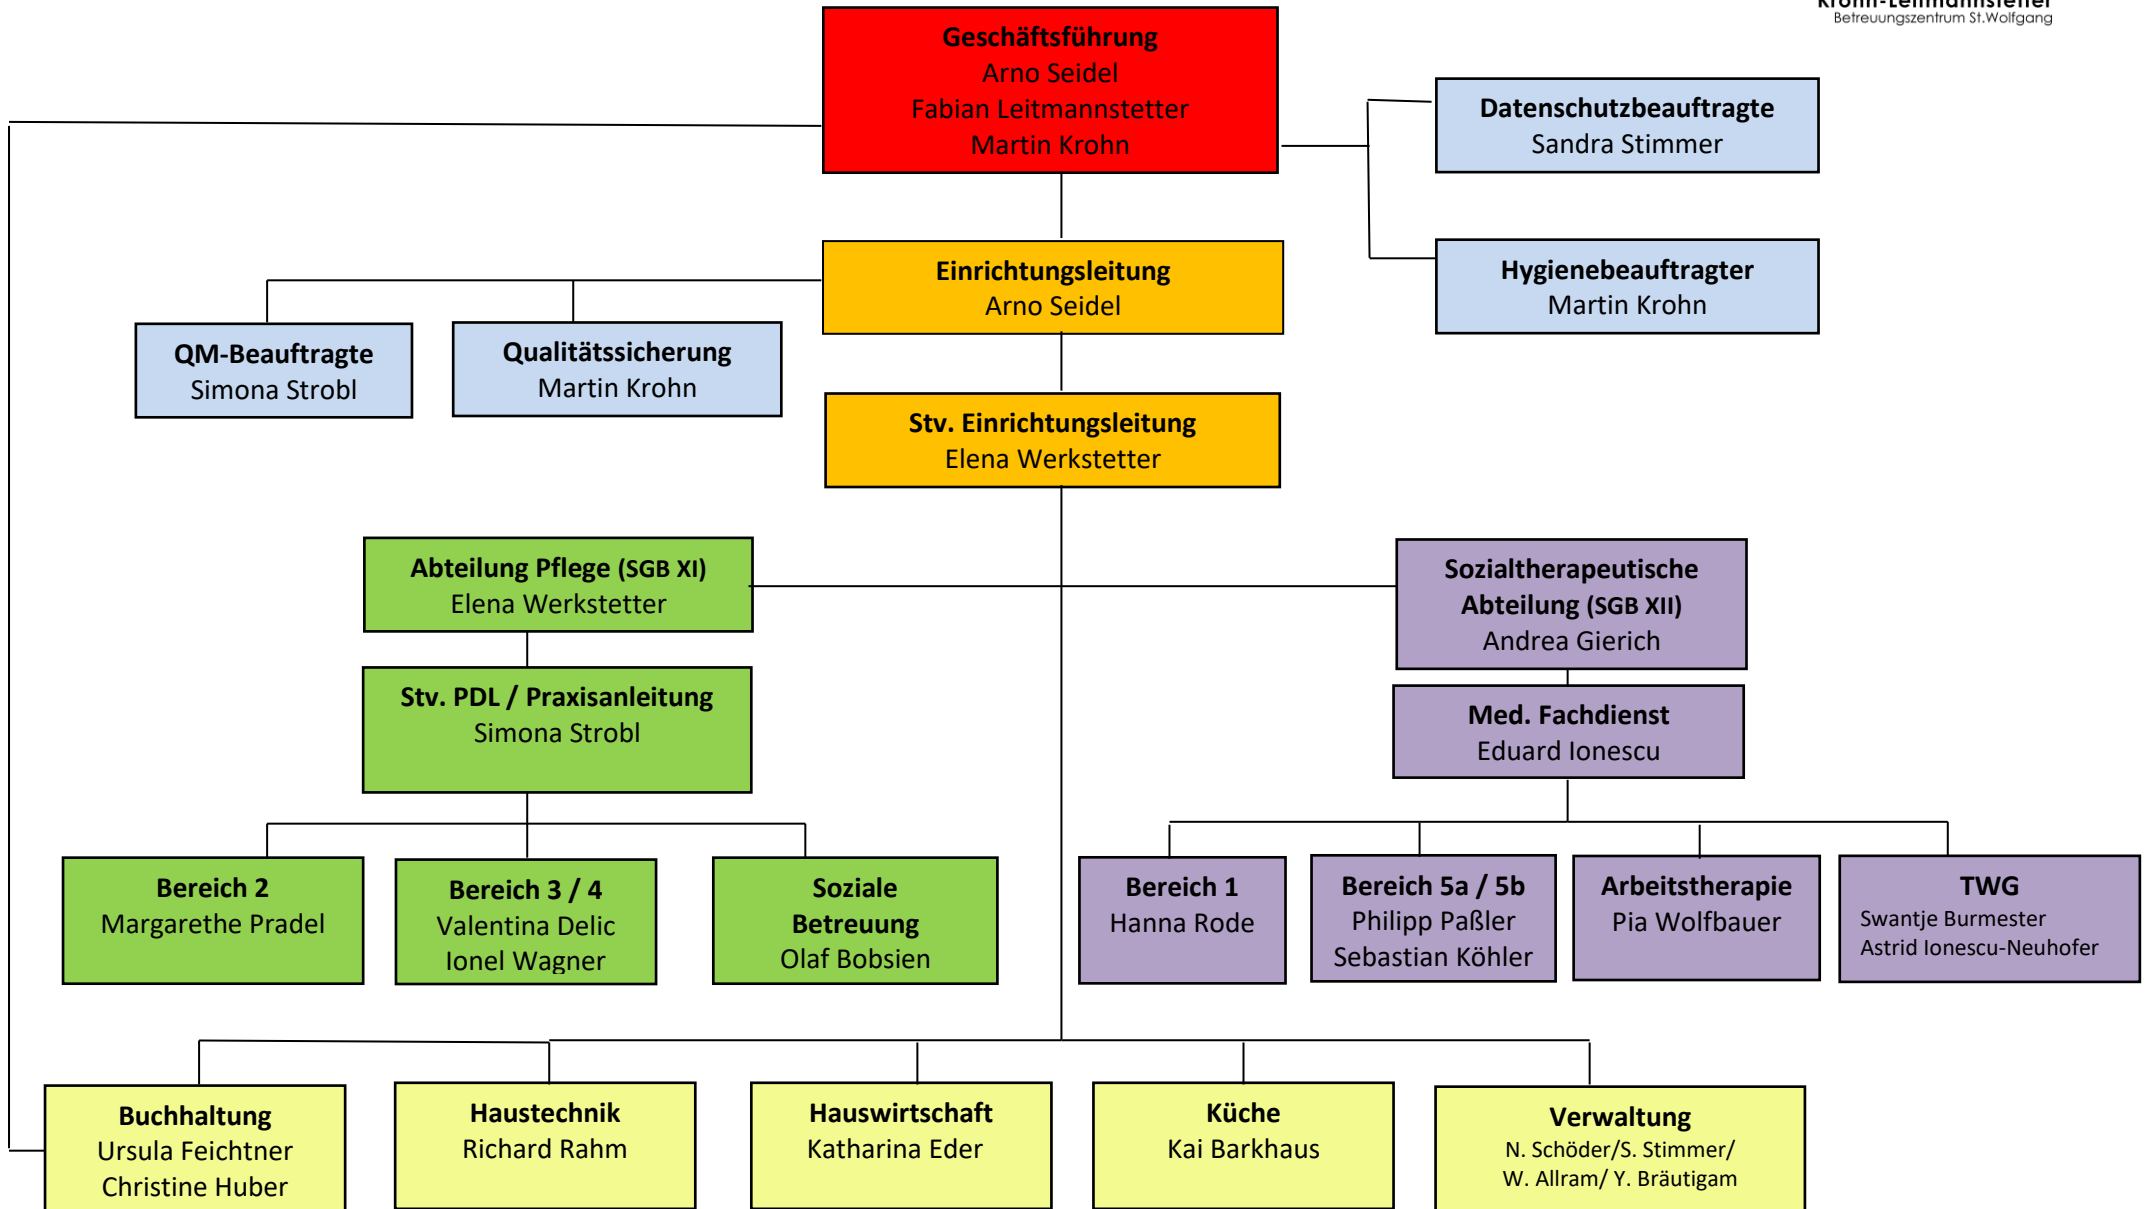 Krohn-Leitmannstetter
Betreuungszentrum St.Wolfgang
Geschäftsführung
Arno Seidel
Fabian Leitmannstetter
Martin Krohn
Datenschutzbeauftragte
Sandra Stimmer
Hygienebeauftragter
Martin Krohn
Einrichtungsleitung
Arno Seidel
QM-Beauftragte
Simona Strobl
Qualitätssicherung
Martin Krohn
Stv. Einrichtungsleitung
Elena Werkstetter
Abteilung Pflege (SGB XI)
Elena Werkstetter
Sozialtherapeutische
Abteilung (SGB XII)
Andrea Gierich
Stv. PDL / Praxisanleitung
Simona Strobl
Med. Fachdienst
Eduard Ionescu
Bereich 2
Margarethe Pradel
Bereich 3 / 4
Valentina Delic
Ionel Wagner
Soziale
Betreuung
Olaf Bobsien
Bereich 1
Hanna Rode
Bereich 5a / 5b
Philipp Paßler
Sebastian Köhler
Arbeitstherapie
Pia Wolfbauer
TWG
Swantje Burmester
Astrid Ionescu-Neuhofer
Buchhaltung
Ursula Feichtner
Christine Huber
Haustechnik
Richard Rahm
Hauswirtschaft
Katharina Eder
Küche
Kai Barkhaus
Verwaltung
N. Schöder/S. Stimmer/
W. Allram/ Y. Bräutigam